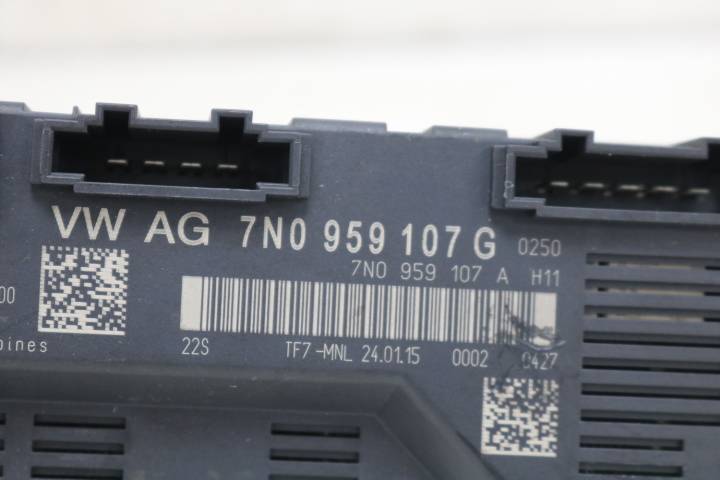 VW AG 7N0 959 107 G 0250
7N0 959 107 A H11
00
pines
22S TF7-MNL 24.01.15 0002 0427